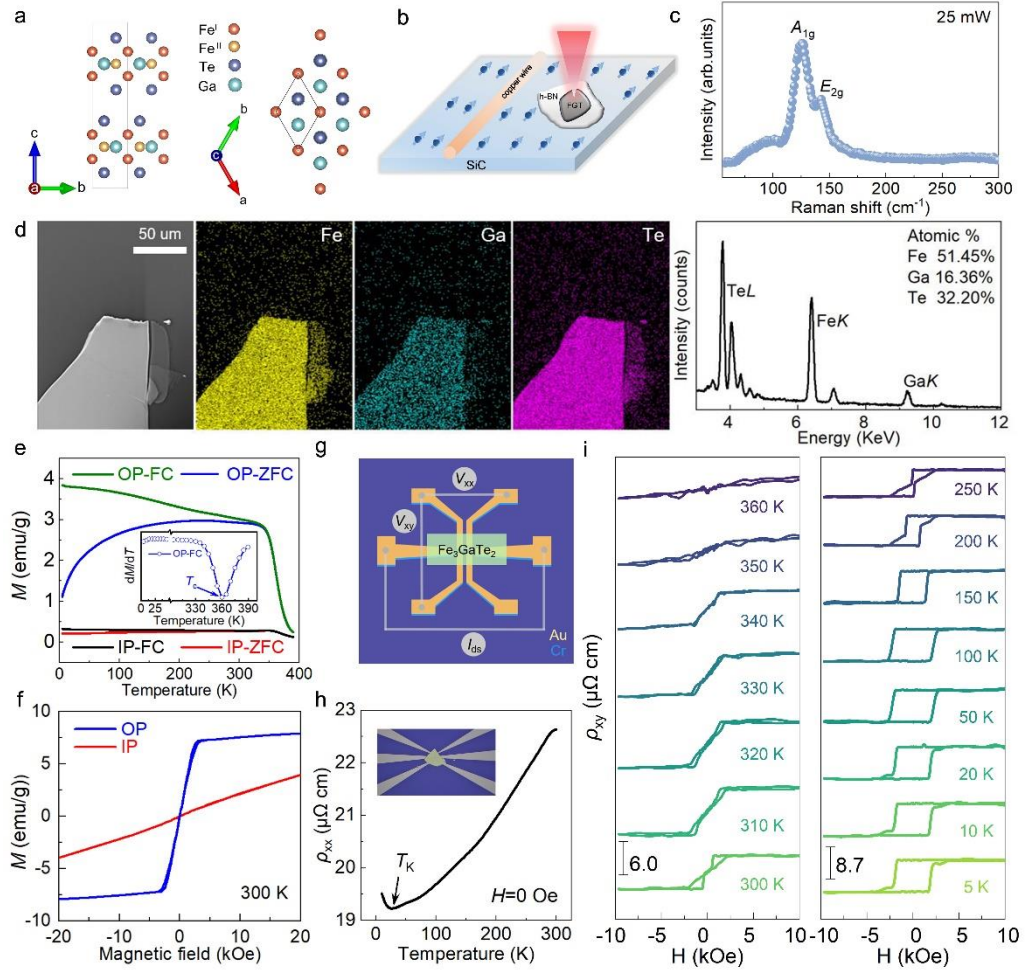 a
Fe^I
Fe^II
Te
Ga
c
a
b
b
c
a
b
copper wire
h-BN
FGT
SiC
c
25 mW
A1g
E2g
Intensity (arb.units)
50 100 150 200 250 300
Raman shift (cm⁻¹)
d
50 um
Fe
Ga
Te
Intensity (counts)
TeL
FeK
GaK
Atomic %
Fe 51.45%
Ga 16.36%
Te 32.20%
4 6 8 10 12
Energy (KeV)
e
OP-FC
OP-ZFC
IP-FC
IP-ZFC
M (emu/g)
5
4
3
2
1
0
dM/dT
OP-FC
Tc
0 25 330 360 390
Temperature (K)
0 100 200 300 400
Temperature (K)
f
OP
IP
M (emu/g))
10
5
0
-5
-10
300 K
-20 -10 0 10 20
Magnetic field (kOe)
g
Vxx
Vxy
Fe₃GaTe₂
Ids
Au
Cr
h
ρxx (μΩ cm)
23
22
21
20
19
TK
H=0 Oe
0 100 200 300
Temperature (K)
i
ρxy (μΩ cm)
360 K
350 K
340 K
330 K
320 K
310 K
300 K
6.0
-10 -5 0 5 10
H (kOe)
250 K
200 K
150 K
100 K
50 K
20 K
10 K
5 K
8.7
-10 -5 0 5 10
H (kOe)